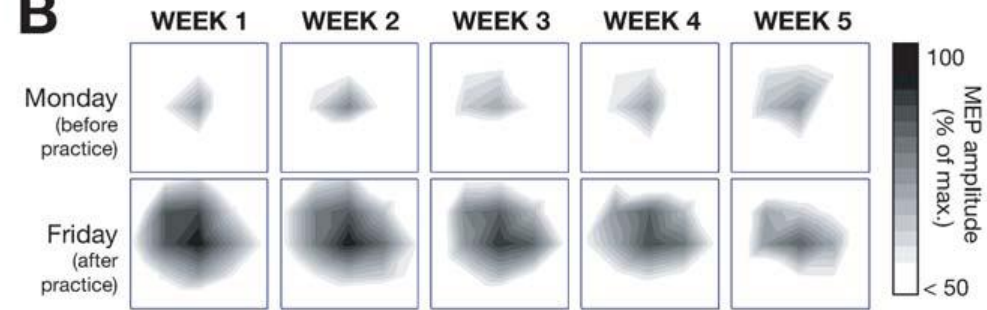 B
WEEK 1 WEEK 2 WEEK 3 WEEK 4 WEEK 5
Monday
(before
practice)
Friday
(after
practice)
100
MEP amplitude
(% of max.)
< 50